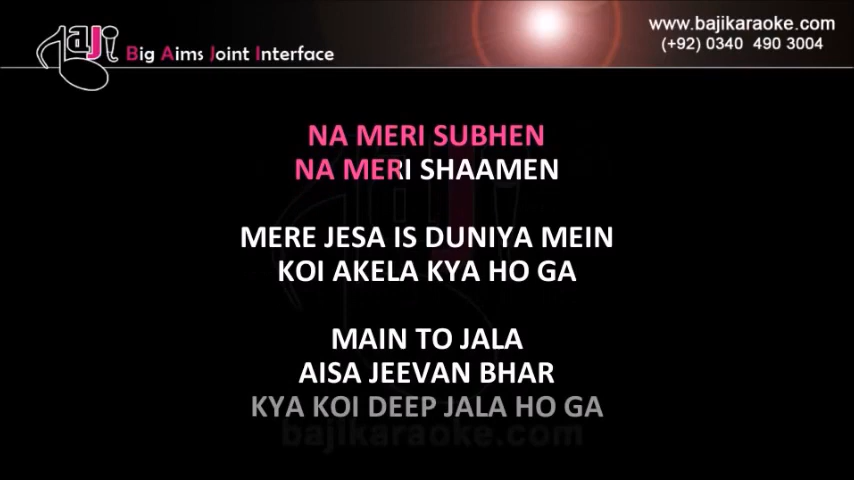 BAJI
Big Aims Joint Interface
www.bajikaraoke.com
(+92) 0340 490 3004
NA MERI SUBHEN
NA MERI SHAAMEN
MERE JESA IS DUNIYA MEIN
KOI AKELA KYA HO GA
MAIN TO JALA
AISA JEEVAN BHAR
KYA KOI DEEP JALA HO GA
bajikaraoke.com